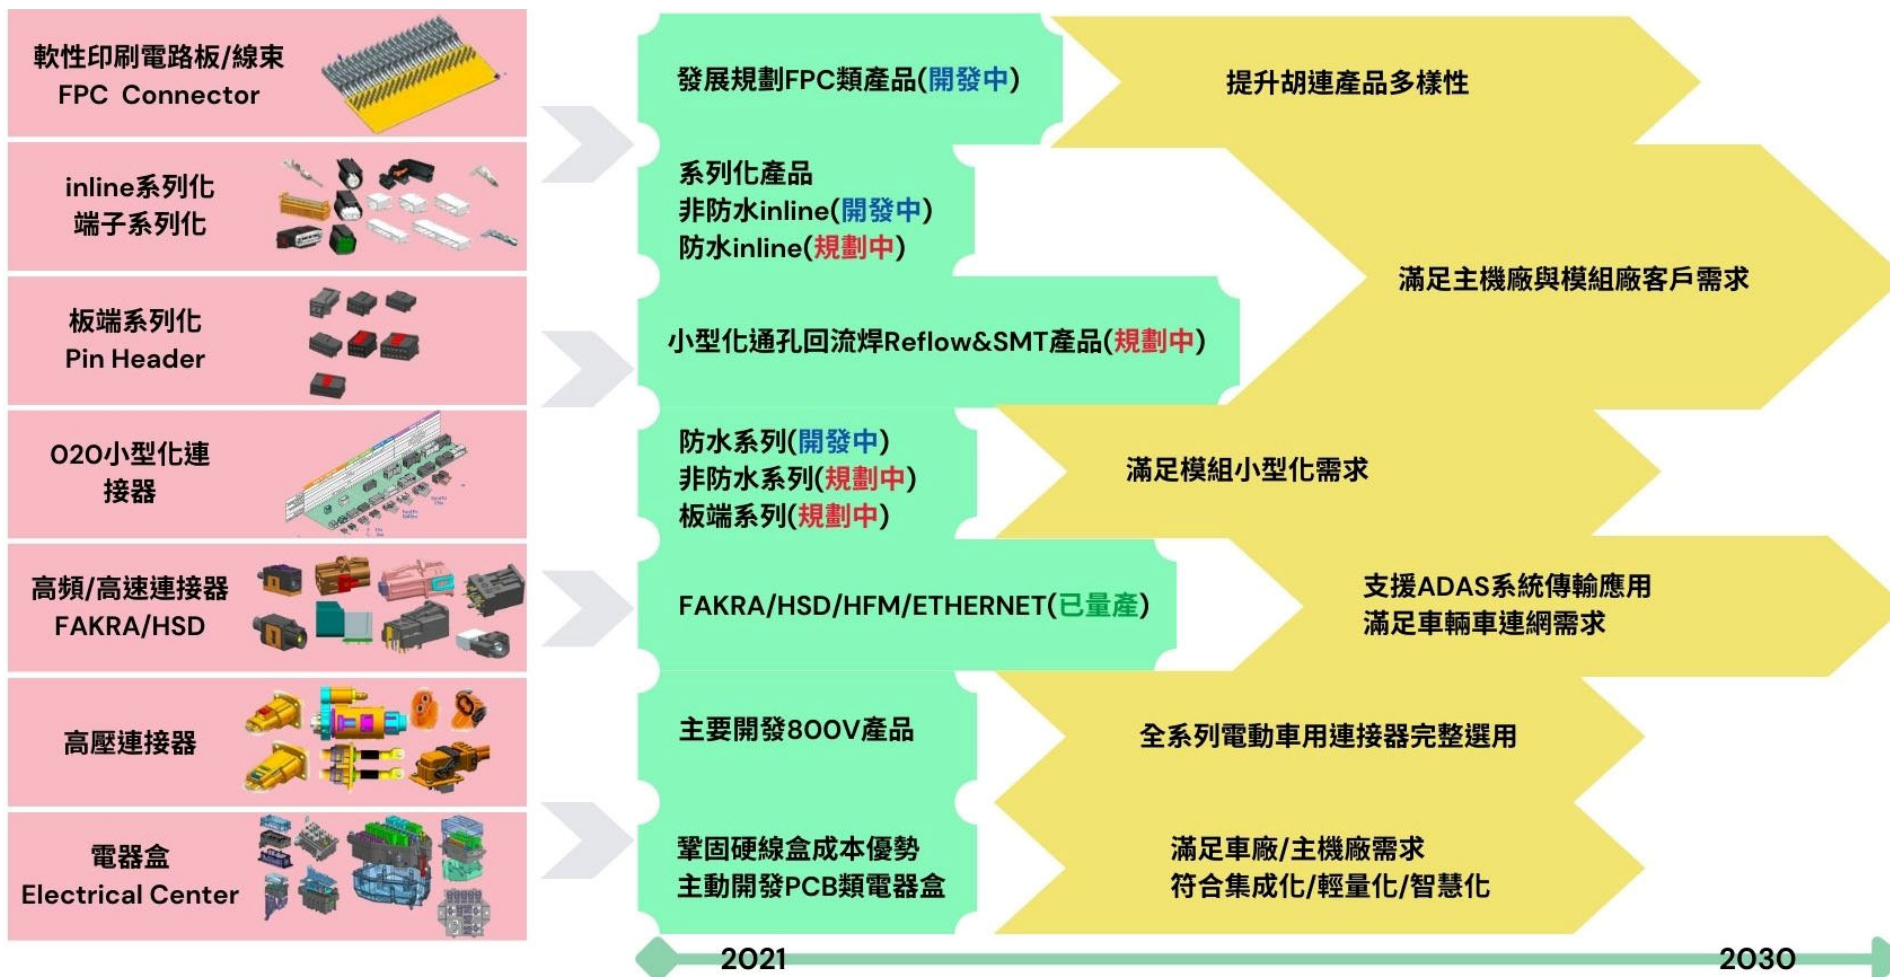 軟性印刷電路板/線束
FPC Connector
發展規劃FPC類產品(開發中)
提升胡連產品多樣性
inline系列化
端子系列化
系列化產品
非防水inline(開發中)
防水inline(規劃中)
滿足主機廠與模組廠客戶需求
板端系列化
Pin Header
小型化通孔回流焊Reflow&SMT產品(規劃中)
020小型化連
接器
防水系列(開發中)
非防水系列(規劃中)
板端系列(規劃中)
滿足模組小型化需求
高頻/高速連接器
FAKRA/HSD
FAKRA/HSD/HFM/ETHERNET(已量產)
支援ADAS系統傳輸應用
滿足車輛車連網需求
高壓連接器
主要開發800V產品
全系列電動車用連接器完整選用
電器盒
Electrical Center
鞏固硬線盒成本優勢
主動開發PCB類電器盒
滿足車廠/主機廠需求
符合集成化/輕量化/智慧化
2021
2030